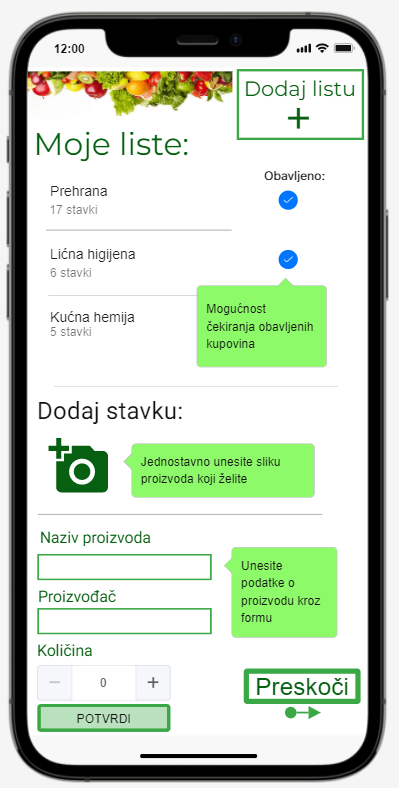 12:00
Dodaj listu
+
Moje liste:
Obavljeno:
Prehrana
17 stavki
Lićna higijena
6 stavki
Mogućnost
čekiranja obavljenih
kupovina
Kućna hemija
5 stavki
Dodaj stavku:
Jednostavno unesite sliku
proizvoda koji želite
Naziv proizvoda
Unesite
podatke o
proizvodu kroz
formu
Proizvođač
Količina
− 0 +
POTVRDI
Preskoči